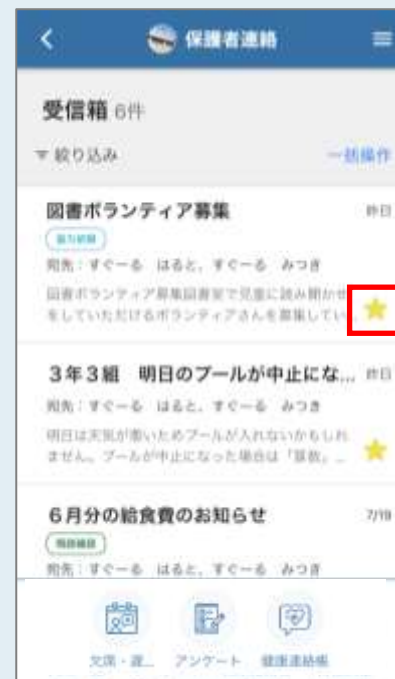 保護者連絡
受信箱 6件
絞り込み
一括操作
図書ボランティア募集
昨日
協力依頼
宛先：すぐーる はると、すぐーる みつき
図書ボランティア募集図書室で児童に読み聞かせ
をしていただけるボランティアさんを募集してい
3年3組 明日のプールが中止にな...
昨日
宛先：すぐーる はると、すぐーる みつき
明日は天気が悪いためプールが入れないかもしれ
ません。プールが中止になった場合は「算数」...
6月分の給食費のお知らせ
7/19
宛先：すぐーる はると、すぐーる みつき
欠席・遅...
アンケート
健康連絡帳